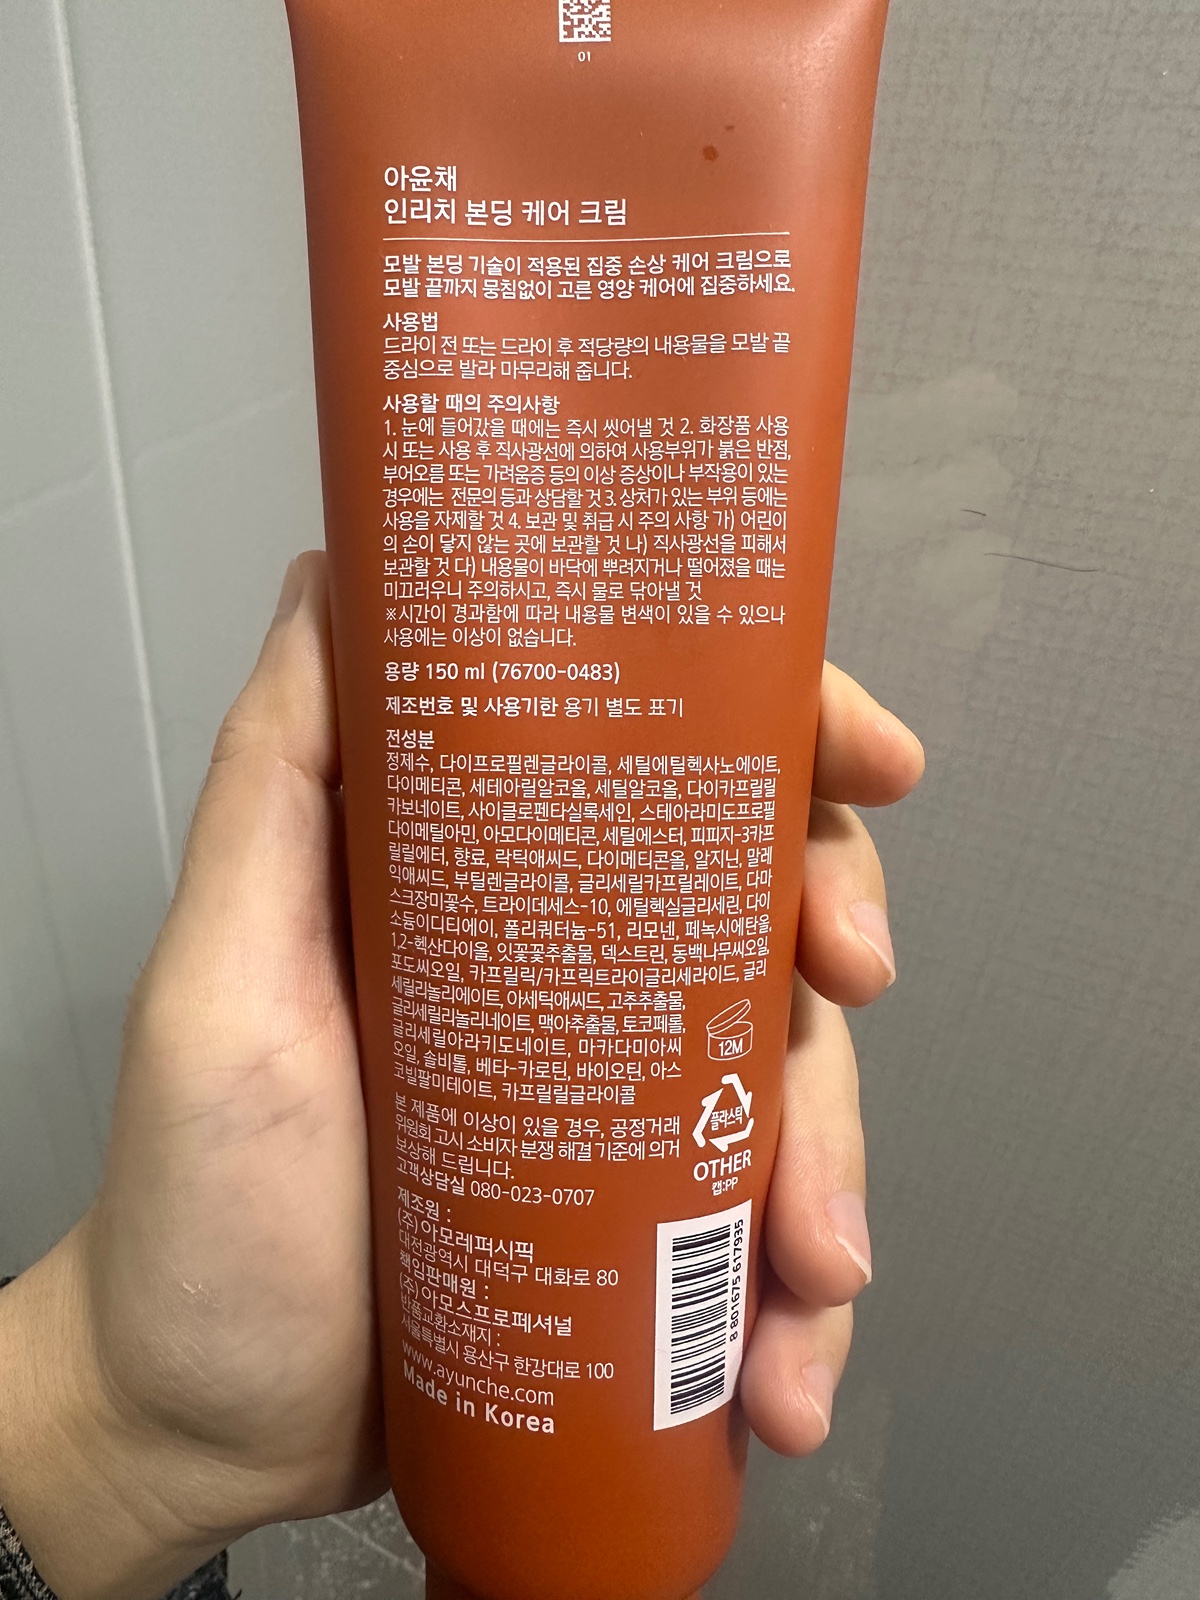 01
아윤채
인리치 본딩 케어 크림
모발 본딩 기술이 적용된 집중 손상 케어 크림으로
모발 끝까지 뭉침없이 고른 영양 케어에 집중하세요.
사용법
드라이 전 또는 드라이 후 적당량의 내용물을 모발 끝
중심으로 발라 마무리해 줍니다.
사용할 때의 주의사항
1. 눈에 들어갔을 때에는 즉시 씻어낼 것 2. 화장품 사용
시 또는 사용 후 직사광선에 의하여 사용부위가 붉은 반점,
부어오름 또는 가려움증 등의 이상 증상이나 부작용이 있는
경우에는 전문의 등과 상담할 것 3. 상처가 있는 부위 등에는
사용을 자제할 것 4. 보관 및 취급 시 주의 사항 가) 어린이
의 손이 닿지 않는 곳에 보관할 것 나) 직사광선을 피해서
보관할 것 다) 내용물이 바닥에 뿌려지거나 떨어졌을 때는
미끄러우니 주의하시고, 즉시 물로 닦아낼 것
※시간이 경과함에 따라 내용물 변색이 있을 수 있으나
사용에는 이상이 없습니다.
용량 150 ml (76700-0483)
제조번호 및 사용기한 용기 별도 표기
전성분
정제수, 다이프로필렌글라이콜, 세틸에틸헥사노에이트,
다이메티콘, 세테아릴알코올, 세틸알코올, 다이카프릴릴
카보네이트, 사이클로펜타실록세인, 스테아라미도프로필
다이메틸아민, 아모다이메티콘, 세틸에스터, 피피지-3카프
릴릴에터, 향료, 락틱애씨드, 다이메티콘올, 알지닌, 말레
익애씨드, 부틸렌글라이콜, 글리세릴카프릴레이트, 다마
스크장미꽃수, 트라이데세스-10, 에틸헥실글리세린, 다이
소듐이디티에이, 폴리쿼터늄-51, 리모넨, 페녹시에탄올,
1,2-헥산다이올, 잇꽃꽃추출물, 덱스트린, 동백나무씨오일,
포도씨오일, 카프릴릭/카프릭트라이글리세라이드, 글리
세릴리놀리에이트, 아세틱애씨드, 고추추출물,
글리세릴리놀리네이트, 맥아추출물, 토코페롤,
글리세릴아라키도네이트, 마카다미아씨
오일, 솔비톨, 베타-카로틴, 바이오틴, 아스
코빌팔미테이트, 카프릴릴글라이콜
12M
본 제품에 이상이 있을 경우, 공정거래
위원회 고시 소비자 분쟁 해결 기준에 의거
보상해 드립니다.
고객상담실 080-023-0707
플라스틱
OTHER
캡:PP
제조원 :
(주)아모레퍼시픽
대전광역시 대덕구 대화로 80
책임판매원 :
(주)아모스프로페셔널
반품교환소재지 :
서울특별시 용산구 한강대로 100
www.ayunche.com
Made in Korea
8 801675 617935